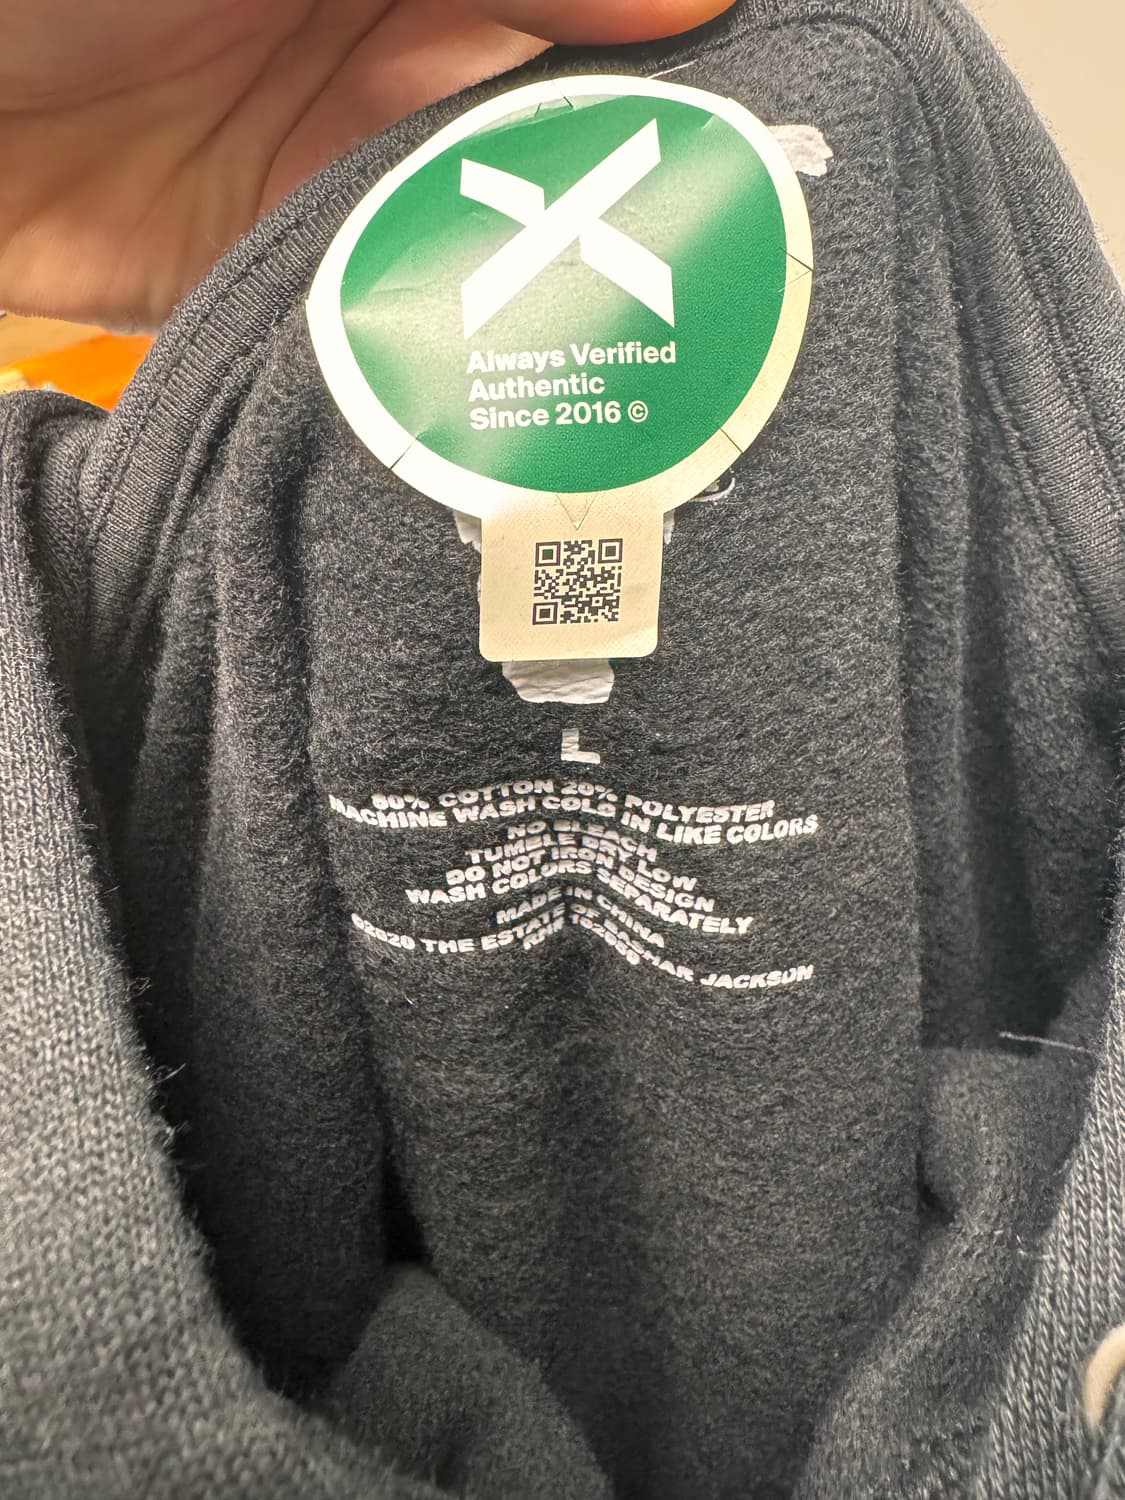 Always Verified
Authentic
Since 2016 ©
L
80% COTTON 20% POLYESTER
MACHINE WASH COLD IN LIKE COLORS
NO BLEACH
TUMBLE DRY LOW
DO NOT IRON DESIGN
WASH COLORS SEPARATELY
MADE IN CHINA
©2020 THE ESTATE OF JACKSON